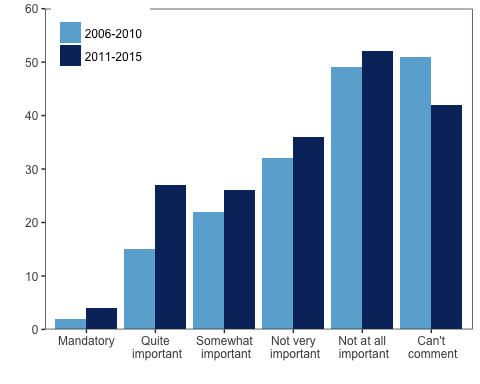 60
50
40
30
20
10
0
2006-2010
2011-2015
Mandatory
Quite
important
Somewhat
important
Not very
important
Not at all
important
Can't
comment